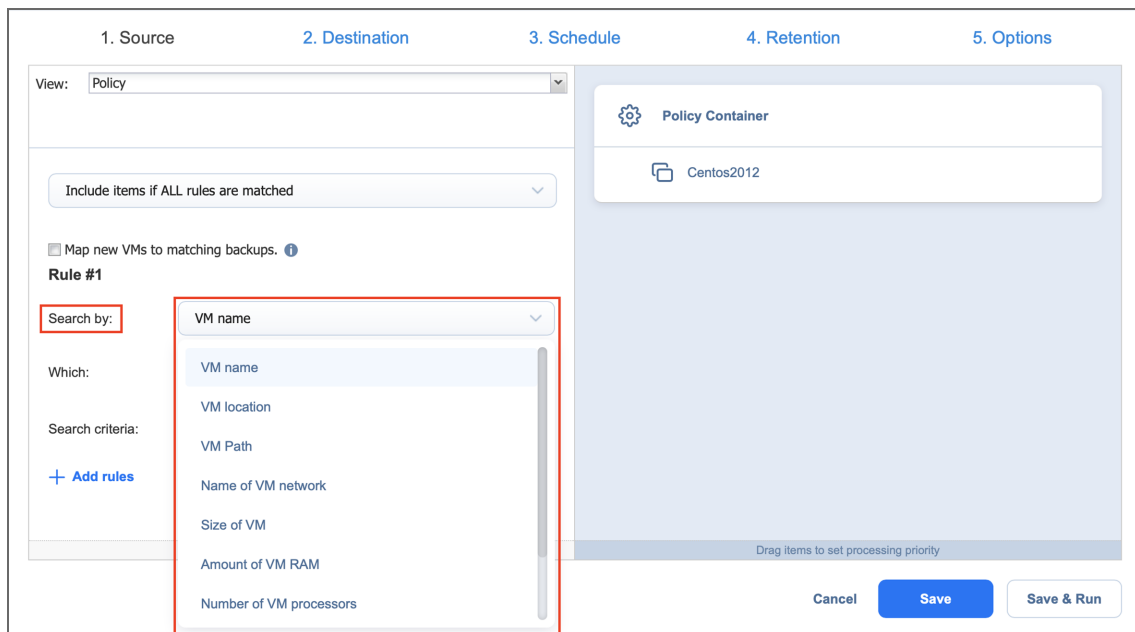 1. Source 2. Destination 3. Schedule 4. Retention 5. Options
View: Policy
Policy Container
Centos2012
Include items if ALL rules are matched
Map new VMs to matching backups.
Rule #1
Search by: VM name
VM name
Which:
VM location
Search criteria:
VM Path
Add rules
Name of VM network
Size of VM
Amount of VM RAM
Number of VM processors
Drag items to set processing priority
Cancel Save Save & Run